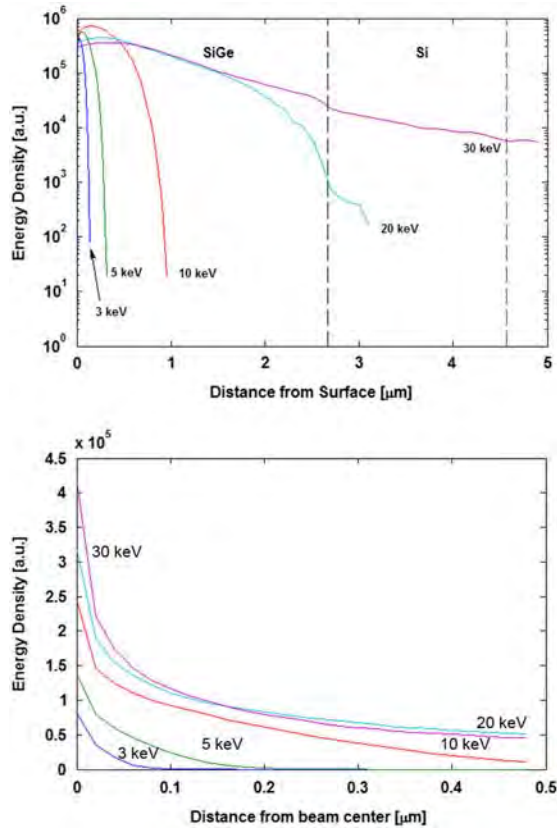 10^6
10^5
10^4
10^3
10^2
10^1
10^0
Energy Density [a.u.]
SiGe
Si
30 keV
20 keV
5 keV
10 keV
3 keV
0 1 2 3 4 5
Distance from Surface [μm]
x 10^5
4.5
4
3.5
3
2.5
2
1.5
1
0.5
0
Energy Density [a.u.]
30 keV
20 keV
10 keV
5 keV
3 keV
0 0.1 0.2 0.3 0.4 0.5
Distance from beam center [μm]